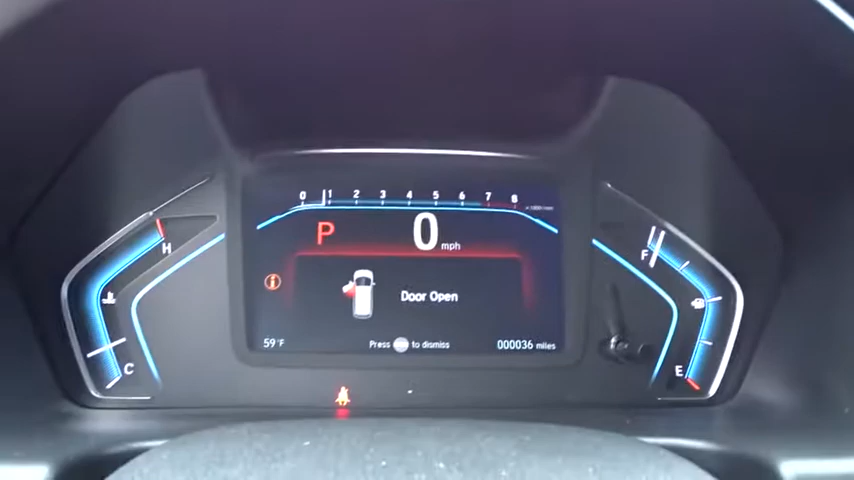 0 1 2 3 4 5 6 7 8
x1000r/min
P 0 mph
H F
Door Open
C E
59°F Press to dismiss 000036 miles